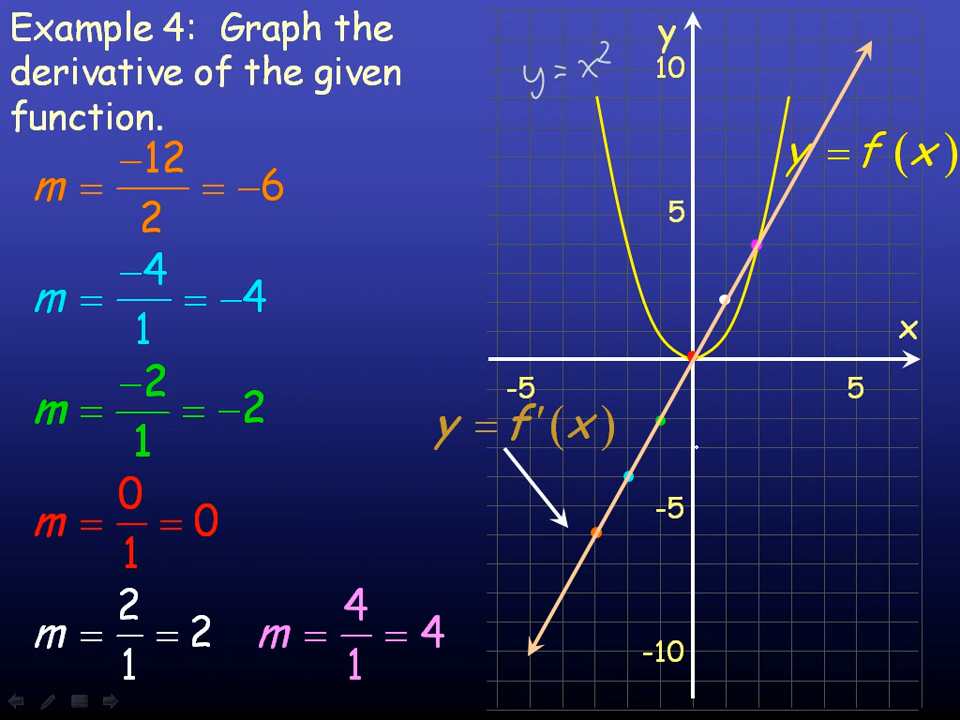 Example 4: Graph the
derivative of the given
function.
m = −12/2 = −6
m = −4/1 = −4
m = −2/1 = −2
m = 0/1 = 0
m = 2/1 = 2
m = 4/1 = 4
y = x²
y
10
5
-5
-10
x
-5
5
y = f(x)
y = f′(x)